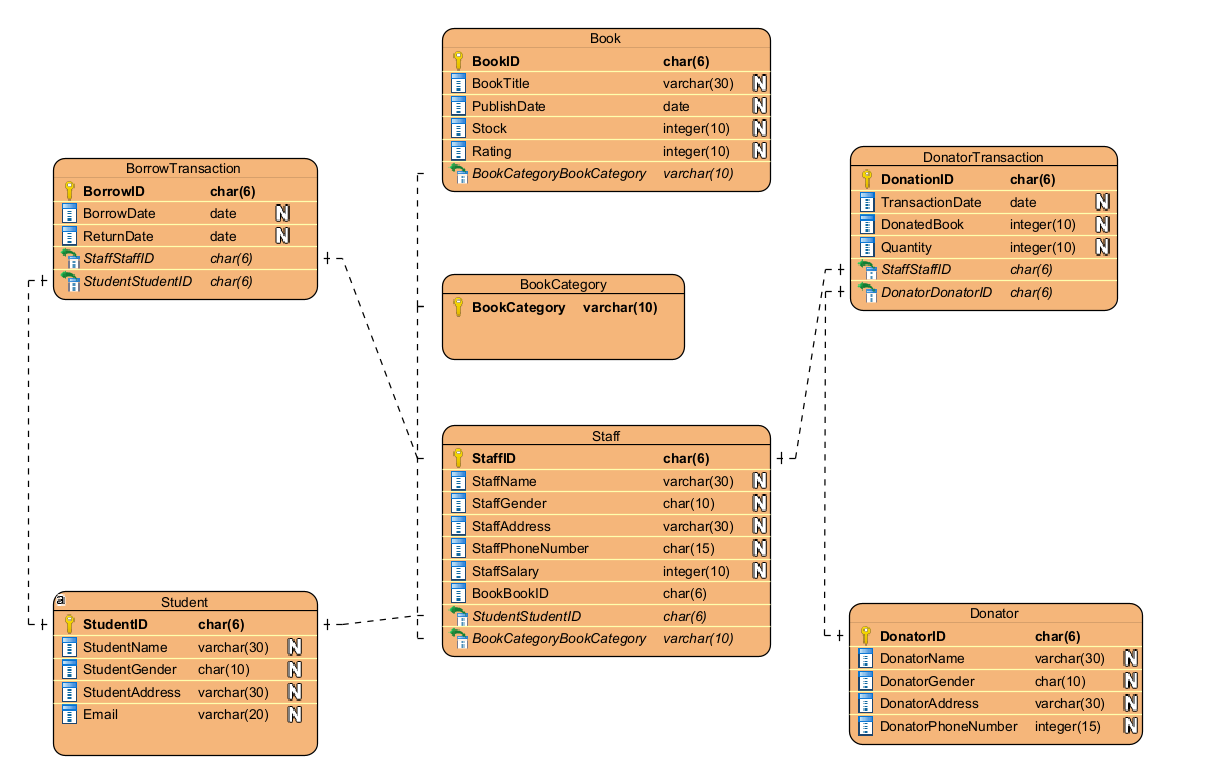 Book
BookID char(6)
BookTitle varchar(30) N
PublishDate date N
Stock integer(10) N
Rating integer(10) N
BookCategoryBookCategory varchar(10)
BorrowTransaction
BorrowID char(6)
BorrowDate date N
ReturnDate date N
StaffStaffID char(6)
StudentStudentID char(6)
DonatorTransaction
DonationID char(6)
TransactionDate date N
DonatedBook integer(10) N
Quantity integer(10) N
StaffStaffID char(6)
DonatorDonatorID char(6)
BookCategory
BookCategory varchar(10)
Staff
StaffID char(6)
StaffName varchar(30) N
StaffGender char(10) N
StaffAddress varchar(30) N
StaffPhoneNumber char(15) N
StaffSalary integer(10) N
BookBookID char(6)
StudentStudentID char(6)
BookCategoryBookCategory varchar(10)
a
Student
StudentID char(6)
StudentName varchar(30) N
StudentGender char(10) N
StudentAddress varchar(30) N
Email varchar(20) N
Donator
DonatorID char(6)
DonatorName varchar(30) N
DonatorGender char(10) N
DonatorAddress varchar(30) N
DonatorPhoneNumber integer(15) N